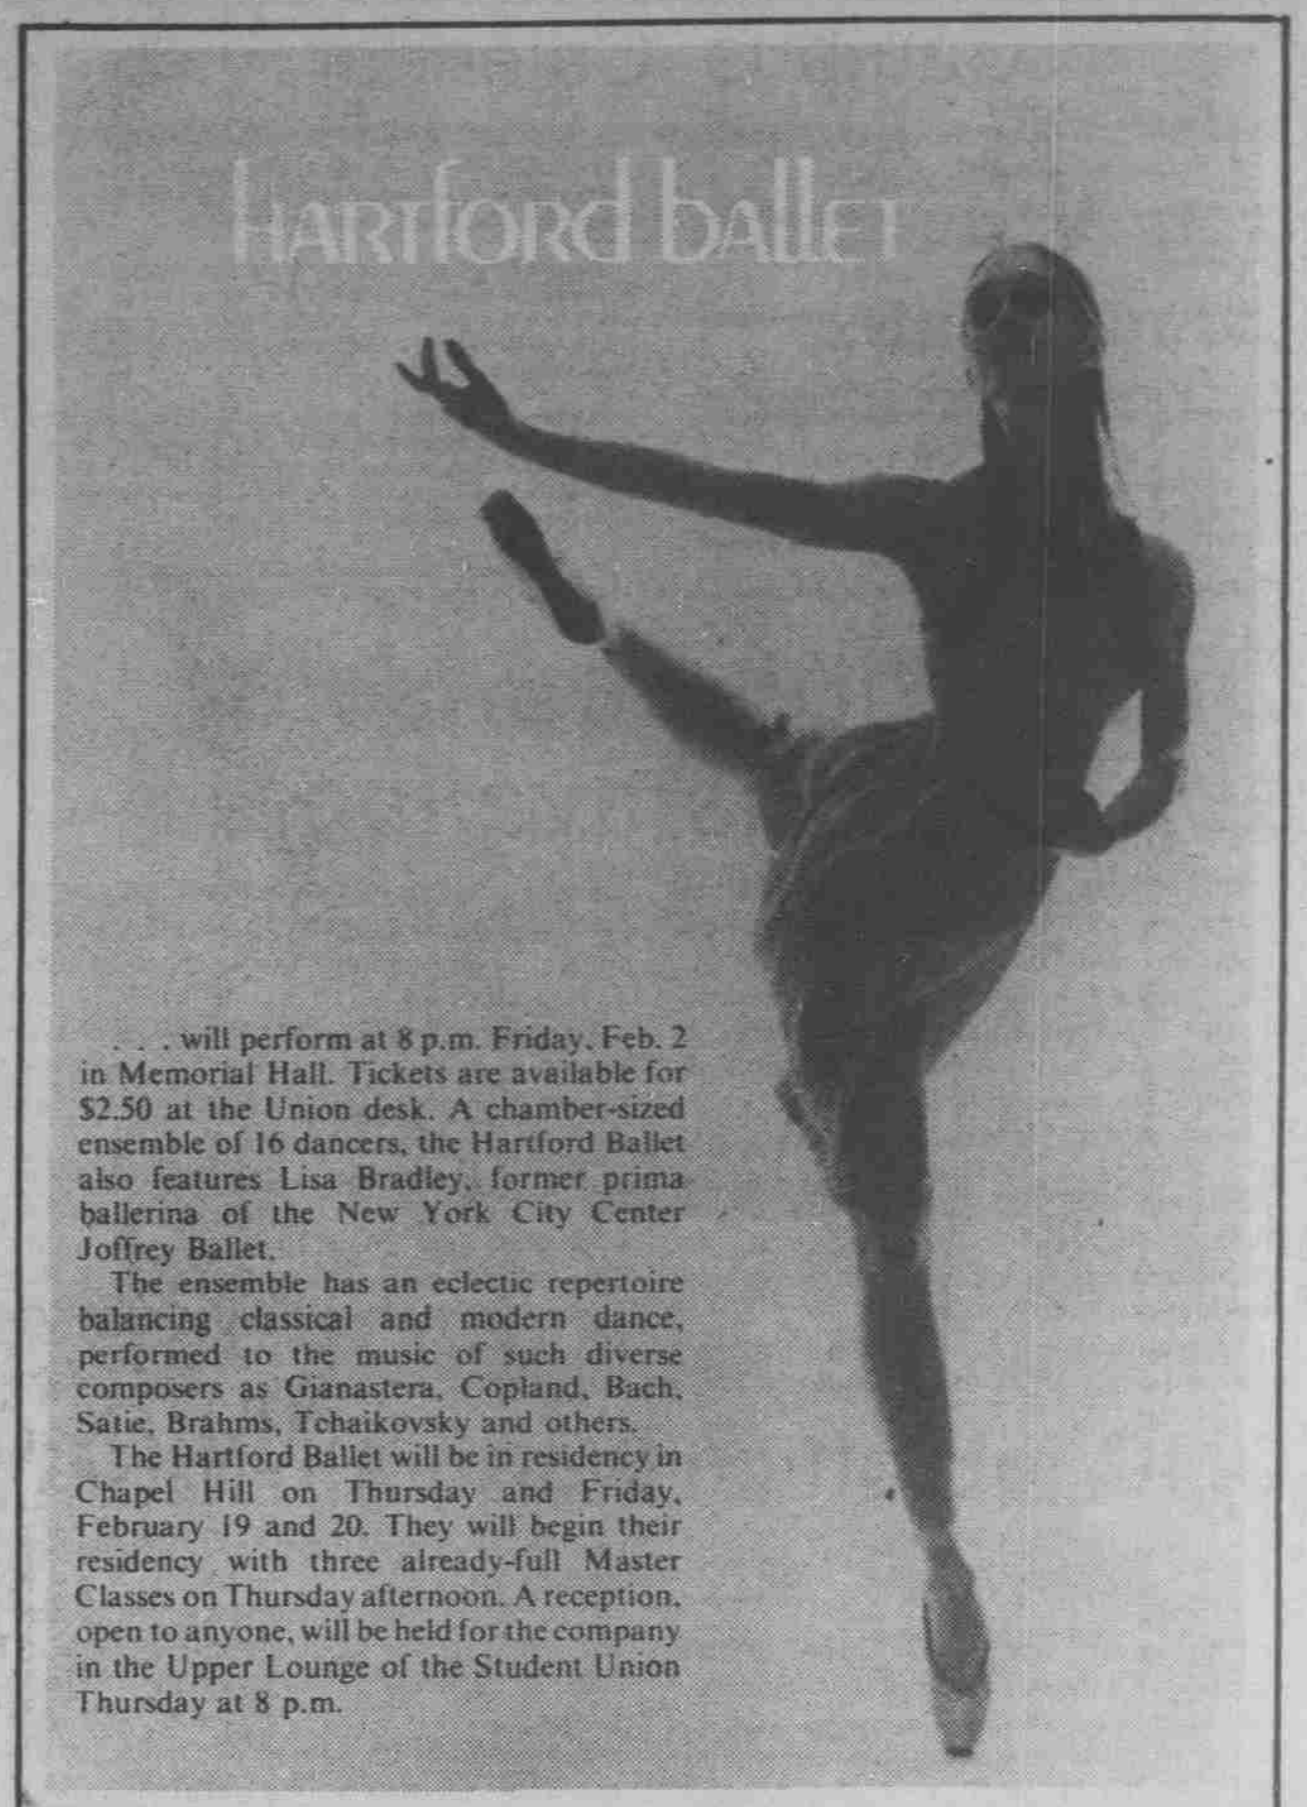 HARTford ballET
. . . will perform at 8 p.m. Friday, Feb. 2
in Memorial Hall. Tickets are available for
$2.50 at the Union desk. A chamber-sized
ensemble of 16 dancers, the Hartford Ballet
also features Lisa Bradley, former prima
ballerina of the New York City Center
Joffrey Ballet.
The ensemble has an eclectic repertoire
balancing classical and modern dance,
performed to the music of such diverse
composers as Gianastera, Copland, Bach,
Satie, Brahms, Tchaikovsky and others.
The Hartford Ballet will be in residency in
Chapel Hill on Thursday and Friday,
February 19 and 20. They will begin their
residency with three already-full Master
Classes on Thursday afternoon. A reception,
open to anyone, will be held for the company
in the Upper Lounge of the Student Union
Thursday at 8 p.m.